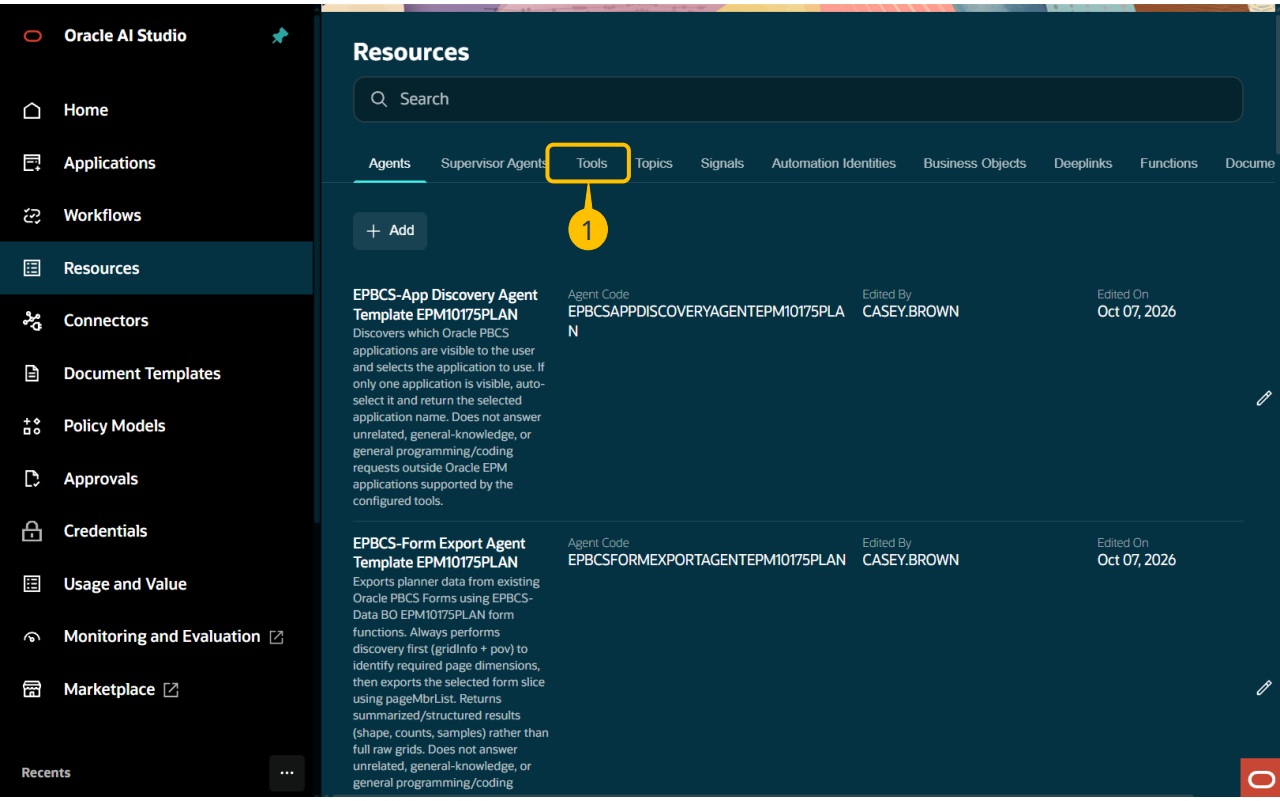 Oracle AI Studio
Home
Applications
Workflows
Resources
Connectors
Document Templates
Policy Models
Approvals
Credentials
Usage and Value
Monitoring and Evaluation
Marketplace
Recents
Resources
Search
Agents Supervisor Agents Tools Topics Signals Automation Identities Business Objects Deeplinks Functions Docume
1
+ Add
EPBCS-App Discovery Agent
Template EPM10175PLAN
Discovers which Oracle PBCS
applications are visible to the user
and selects the application to use. If
only one application is visible, auto-
select it and return the selected
application name. Does not answer
unrelated, general-knowledge, or
general programming/coding
requests outside Oracle EPM
applications supported by the
configured tools.
Agent Code
EPBCSAPPDISCOVERYAGENTEPM10175PLA
N
Edited By
CASEY.BROWN
Edited On
Oct 07, 2026
EPBCS-Form Export Agent
Template EPM10175PLAN
Exports planner data from existing
Oracle PBCS Forms using EPBCS-
Data BO EPM10175PLAN form
functions. Always performs
discovery first (gridInfo + pov) to
identify required page dimensions,
then exports the selected form slice
using pageMbrList. Returns
summarized/structured results
(shape, counts, samples) rather than
full raw grids. Does not answer
unrelated, general-knowledge, or
general programming/coding
Agent Code
EPBCSFORMEXPORTAGENTEPM10175PLAN
Edited By
CASEY.BROWN
Edited On
Oct 07, 2026